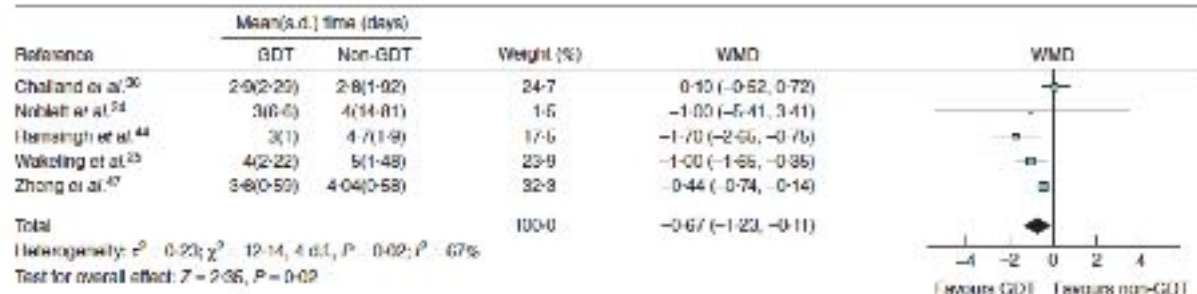 Mean(s.d.) time (days)
Reference GDT Non-GDT Weight (%) WMD WMD
Challand et al.30 2·9(2·29) 2·8(1·92) 24·7 0·10 (−0·52, 0·72)
Noblett et al.24 3(6·6) 4(14·81) 1·5 −1·00 (−5·41, 3·41)
Ramsingh et al.44 3(1) 4·7(1·9) 17·5 −1·70 (−2·65, −0·75)
Wakeling et al.25 4(2·22) 5(1·48) 23·9 −1·00 (−1·65, −0·35)
Zheng et al.47 4·04(0·58) 32·3 −0·44 (−0·74, −0·14)
Total 100·0 −0·67 (−1·23, −0·11)
Heterogeneity: τ2 = 0·23; χ2 = 12·14, 4 d.f., P = 0·02; I2 = 67%
Test for overall effect: Z = 2·35, P = 0·02
−4 −2 0 2 4
Favours GDT Favours non-GDT